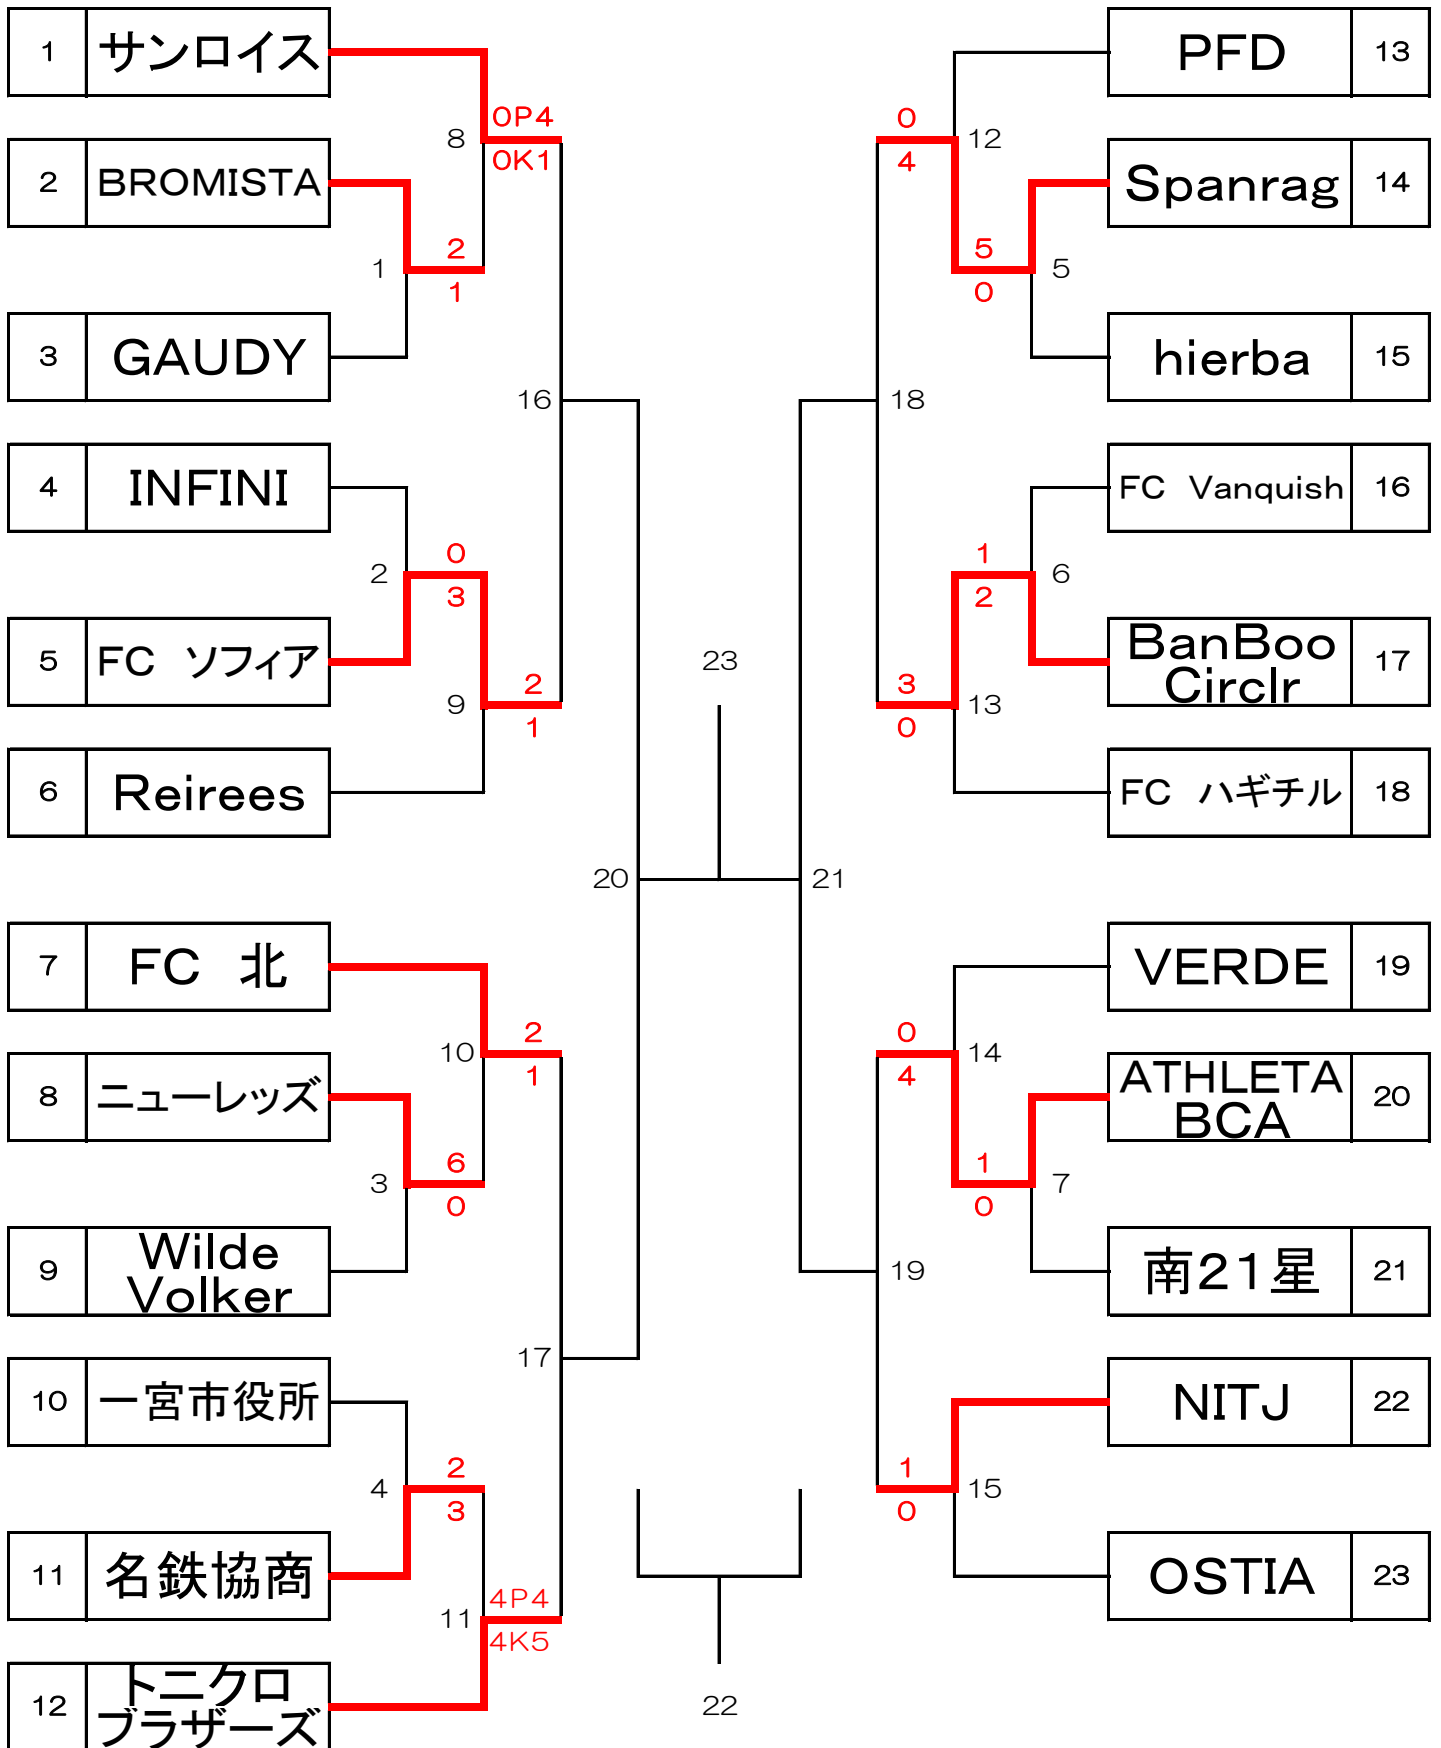 1 サンロイス
2 BROMISTA
3 GAUDY
4 INFINI
5 FC ソフィア
6 Reirees
7 FC 北
8 ニューレッズ
9 Wilde
Volker
10 一宮市役所
11 名鉄協商
12 トニクロ
ブラザーズ
8
0P4
0K1
1
2
1
16
2
0
3
9
2
1
20
10
2
1
3
6
0
17
4
2
3
11
4P4
4K5
23
22
0
4
12
5
0
5
18
1
2
6
3
0
13
21
0
4
14
1
0
7
19
1
0
15
PFD 13
Spanrag 14
hierba 15
FC Vanquish 16
BanBoo
Circlr 17
FC ハギチル 18
VERDE 19
ATHLETA
BCA 20
南21星 21
NITJ 22
OSTIA 23